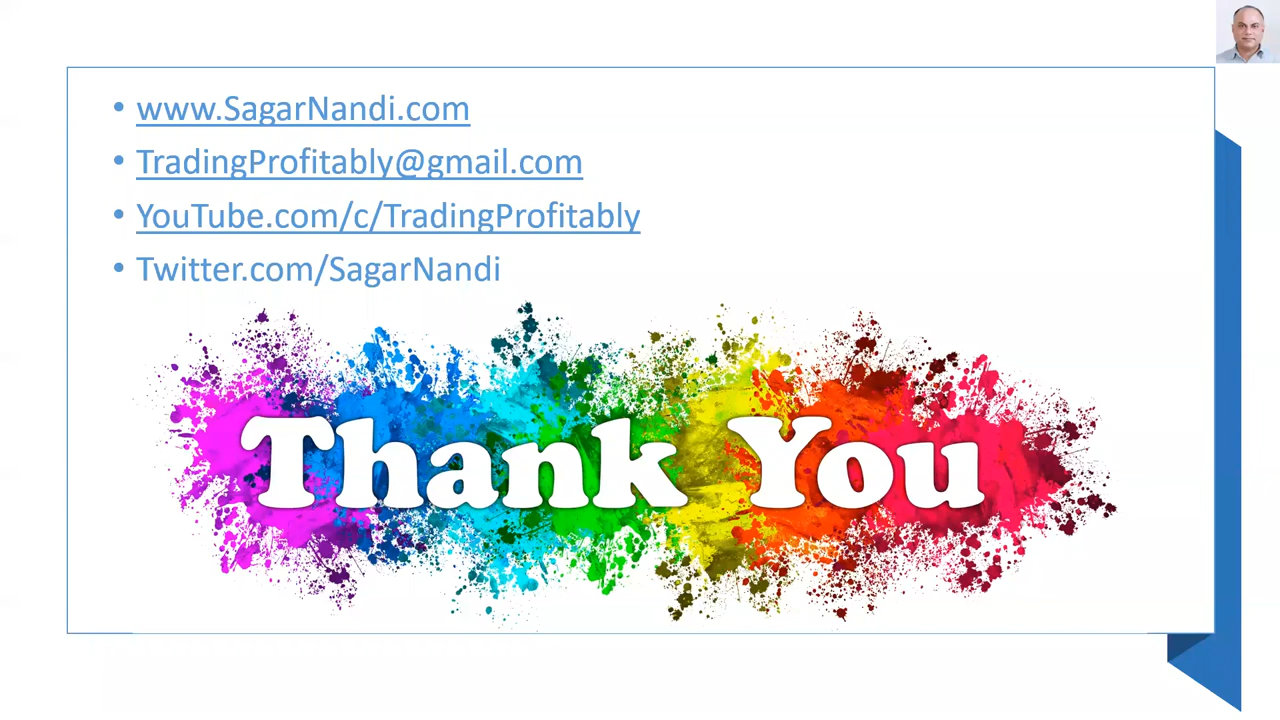 • www.SagarNandi.com
• TradingProfitably@gmail.com
• YouTube.com/c/TradingProfitably
• Twitter.com/SagarNandi
Thank You